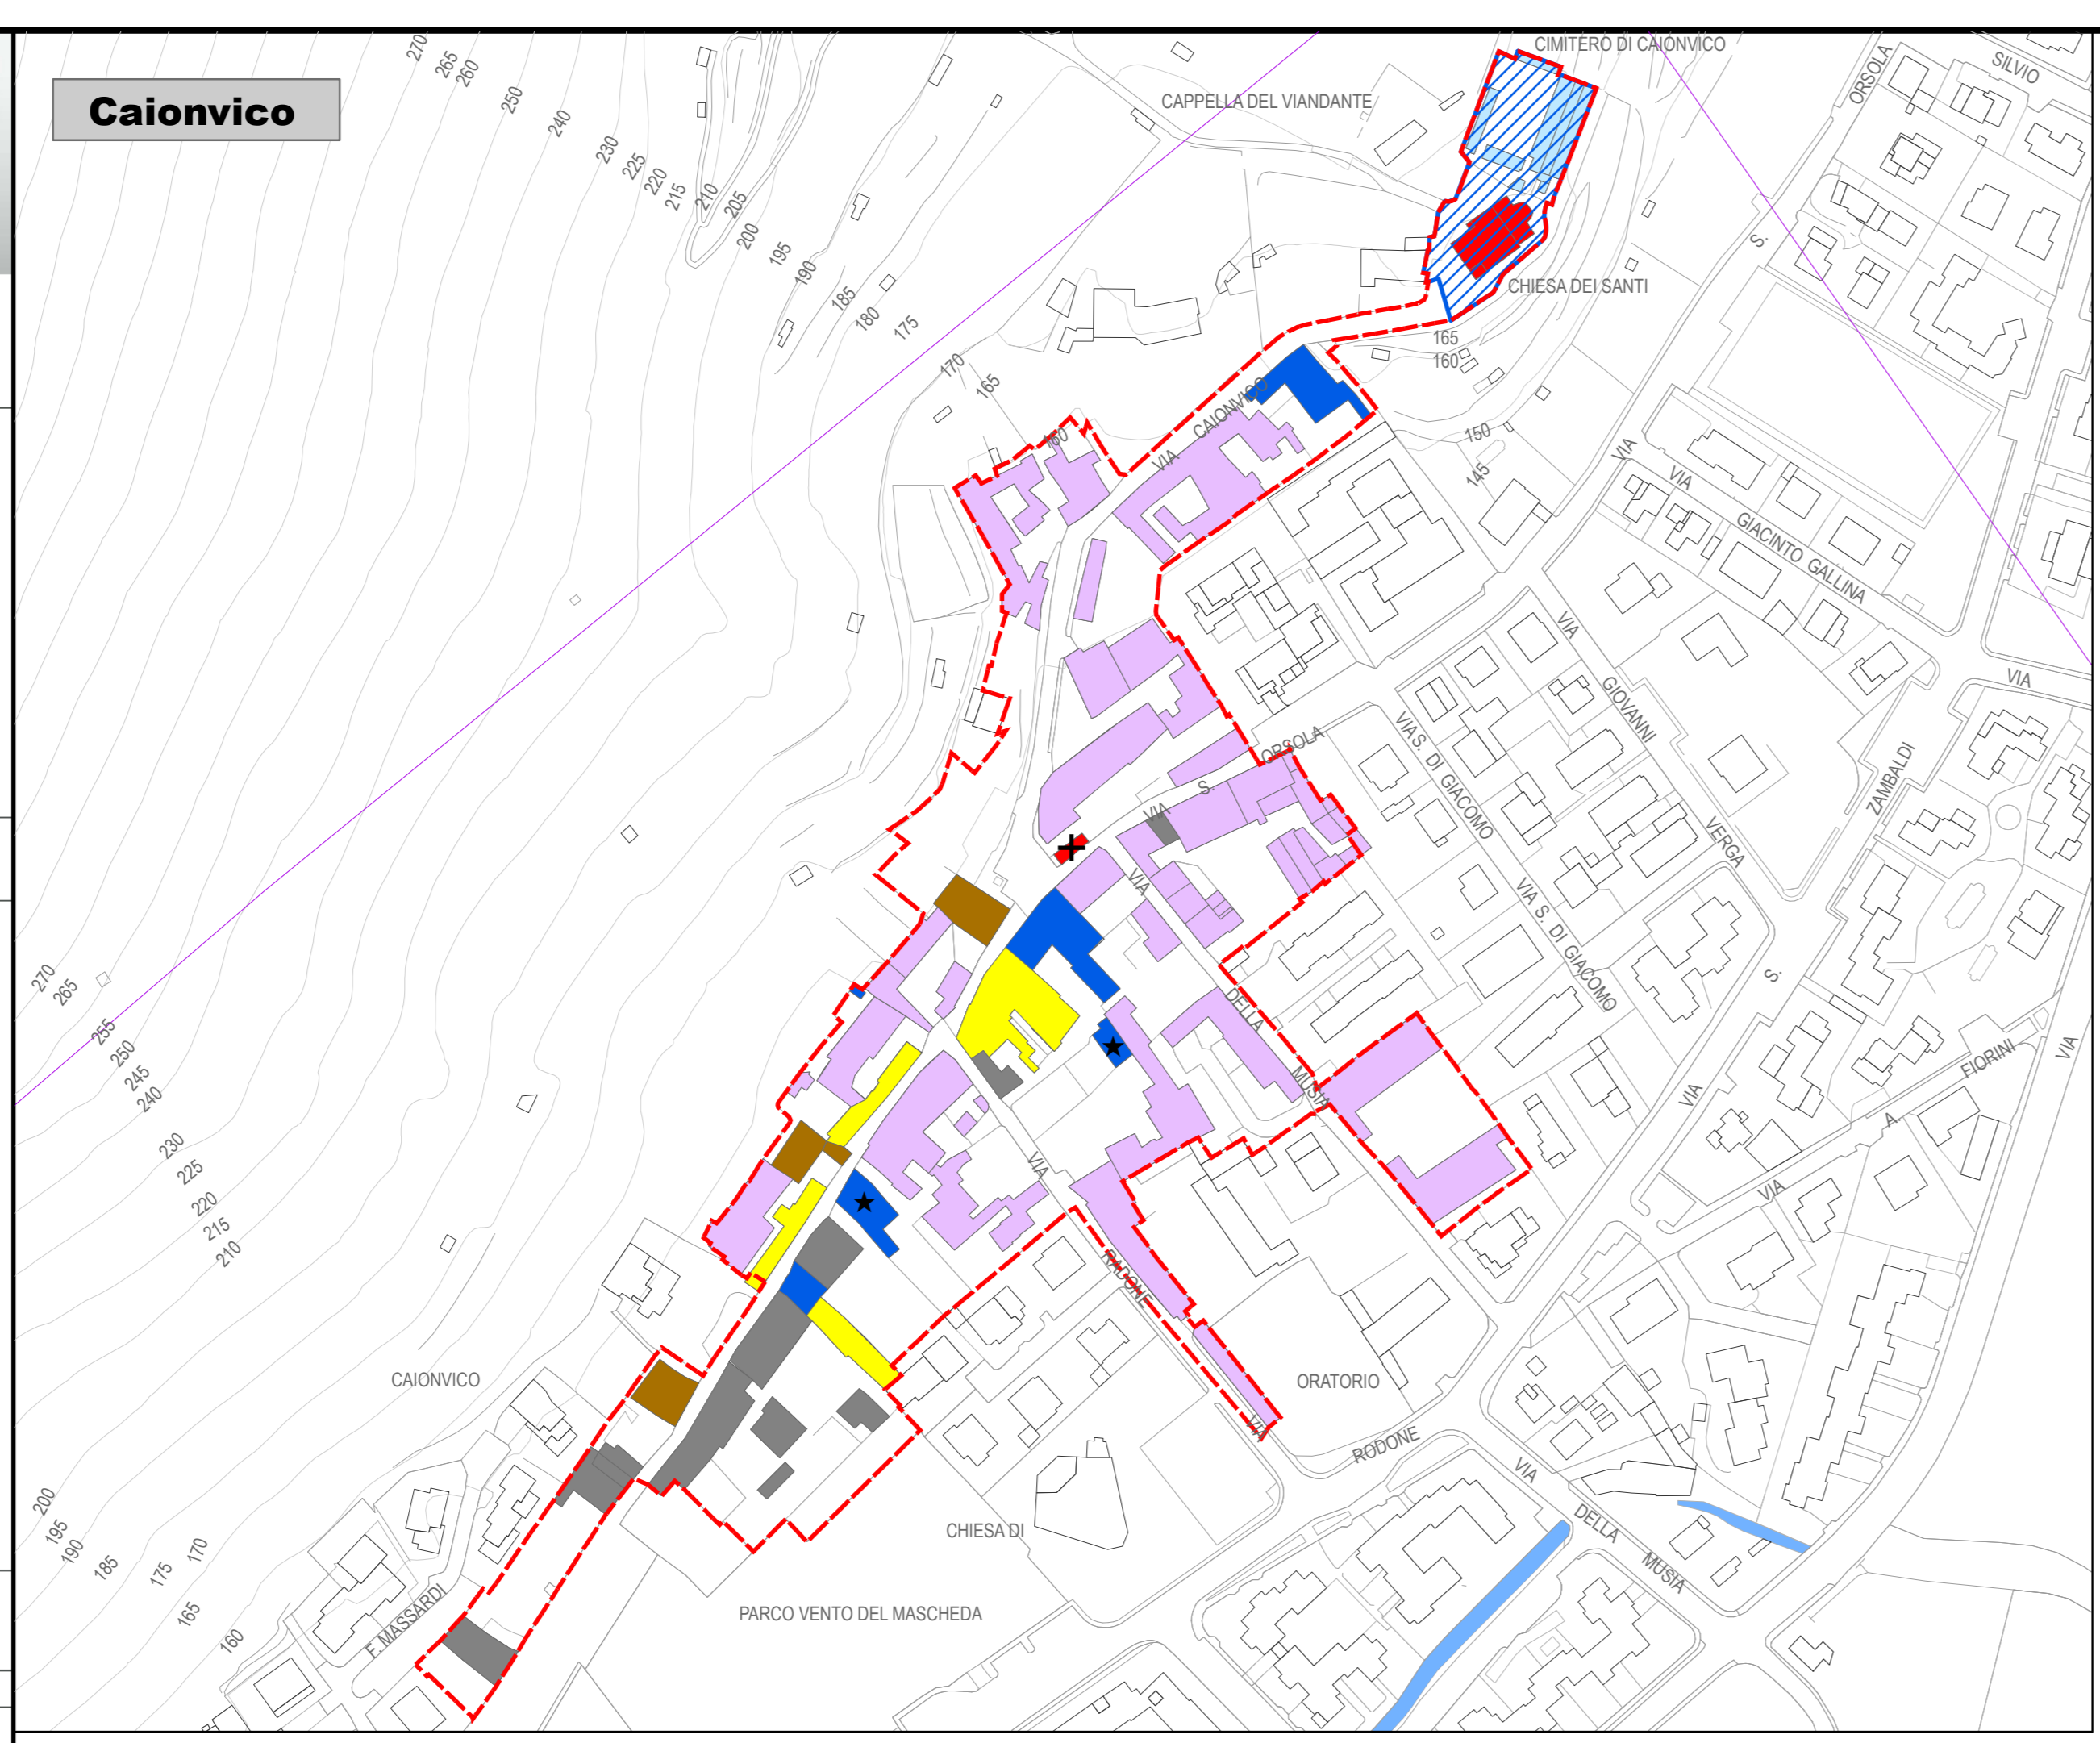 Caionvico
CIMITERO DI CAIONVICO
CAPPELLA DEL VIANDANTE
ORSOLA
SILVIO
S.
CHIESA DEI SANTI
270
265
260
250
240
230
225
220
215
210
205
200
195
190
185
180
175
170
165
160
165
160
150
145
VIA
CAIONVICO
VIA
VIA
GIACINTO GALLINA
VIA
GIOVANNI
VERGA
VIA
ZAMBALDI
VIA S. DI GIACOMO
VIA S. DI GIACOMO
VIA
S.
ORSOLA
VIA
DELLA
MUSIA
VIA
S.
VIA
A.
FIORINI
VIA
270
265
255
250
245
240
230
225
220
215
210
VIA
RADONE
VIA
CAIONVICO
ORATORIO
RODONE
VIA
DELLA
MUSIA
CHIESA DI
PARCO VENTO DEL MASCHEDA
F. MASSARDI
200
195
190
185
175
170
165
160